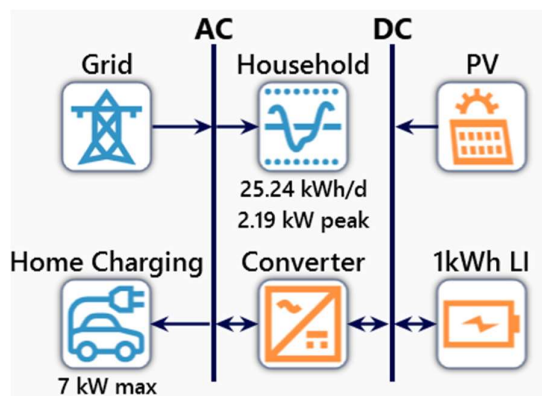 AC DC
Grid Household PV
25.24 kWh/d
2.19 kW peak
Home Charging Converter 1kWh LI
7 kW max